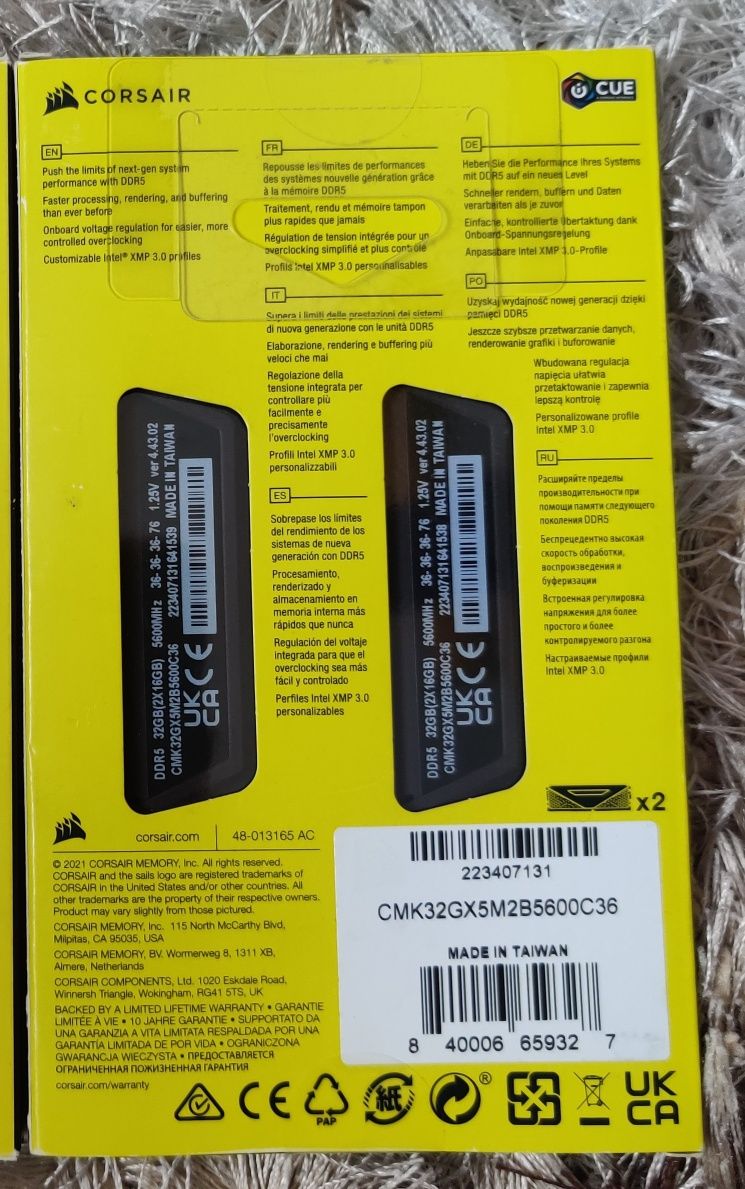 CORSAIR
iCUE
EN
Push the limits of next-gen system
performance with DDR5
Faster processing, rendering, and buffering
than ever before
Onboard voltage regulation for easier, more
controlled overclocking
Customizable Intel® XMP 3.0 profiles
FR
Repousse les limites de performances
des systèmes nouvelle génération grâce
à la mémoire DDR5
Traitement, rendu et mémoire tampon
plus rapides que jamais
Régulation de tension intégrée pour un
overclocking simplifié et plus contrôlé
Profils Intel XMP 3.0 personnalisables
DE
Heben Sie die Performance Ihres Systems
mit DDR5 auf ein neues Level
Schneller rendern, buffern und Daten
verarbeiten als je zuvor
Einfache, kontrollierte Übertaktung dank
Onboard-Spannungsregelung
Anpassbare Intel XMP 3.0-Profile
IT
Supera i limiti delle prestazioni dei sistemi
di nuova generazione con le unità DDR5
Elaborazione, rendering e buffering più
veloci che mai
Regolazione della
tensione integrata per
controllare più
facilmente e
precisamente
l'overclocking
Profili Intel XMP 3.0
personalizzabili
PO
Uzyskaj wydajność nowej generacji dzięki
pamięci DDR5
Jeszcze szybsze przetwarzanie danych,
renderowanie grafiki i buforowanie
Wbudowana regulacja
napięcia ułatwia
przetaktowanie i zapewnia
lepszą kontrolę
Personalizowane profile
Intel XMP 3.0
ES
Sobrepase los límites
del rendimiento de los
sistemas de nueva
generación con DDR5
Procesamiento,
renderizado y
almacenamiento en
memoria interna más
rápidos que nunca
Regulación del voltaje
integrada para que el
overclocking sea más
fácil y controlado
Perfiles Intel XMP 3.0
personalizables
RU
Расширяйте пределы
производительности при
помощи памяти следующего
поколения DDR5
Беспрецедентно высокая
скорость обработки,
воспроизведения и
буферизации
Встроенная регулировка
напряжения для более
простого и более
контролируемого разгона
Настраиваемые профили
Intel XMP 3.0
DDR5 32GB(2X16GB) 5600MHz 36-36-36-76 1.25V ver 4.43.02
CMK32GX5M2B5600C36 223407131641539 MADE IN TAIWAN
UK
CA CE
DDR5 32GB(2X16GB) 5600MHz 36-36-36-76 1.25V ver 4.43.02
CMK32GX5M2B5600C36 223407131641538 MADE IN TAIWAN
UK
CA CE
x2
corsair.com 48-013165 AC
© 2021 CORSAIR MEMORY, Inc. All rights reserved.
CORSAIR and the sails logo are registered trademarks of
CORSAIR in the United States and/or other countries. All
other trademarks are the property of their respective owners.
Product may vary slightly from those pictured.
CORSAIR MEMORY, Inc. 115 North McCarthy Blvd,
Milpitas, CA 95035, USA
CORSAIR MEMORY, BV. Wormerweg 8, 1311 XB,
Almere, Netherlands
CORSAIR COMPONENTS, Ltd. 1020 Eskdale Road,
Winnersh Triangle, Wokingham, RG41 5TS, UK
BACKED BY A LIMITED LIFETIME WARRANTY • GARANTIE
LIMITÉE À VIE • 10 JAHRE GARANTIE • SUPPORTATO DA
UNA GARANZIA A VITA LIMITATA RESPALDADA POR UNA
GARANTÍA LIMITADA DE POR VIDA • OGRANICZONA
GWARANCJA WIECZYSTA • ПРЕДОСТАВЛЯЕТСЯ
ОГРАНИЧЕННАЯ ПОЖИЗНЕННАЯ ГАРАНТИЯ
corsair.com/warranty
223407131
CMK32GX5M2B5600C36
MADE IN TAIWAN
8 40006 65932 7
CE
PAP
紙
®
UK
CA